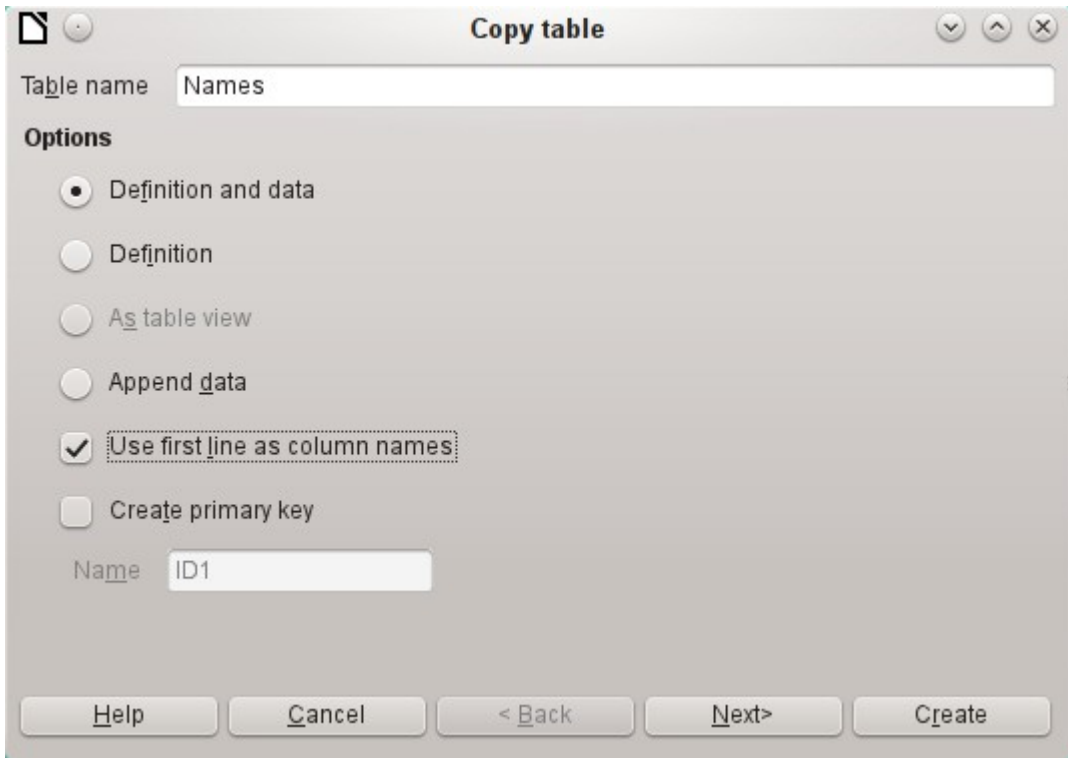 Copy table
Table name Names
Options
Definition and data
Definition
As table view
Append data
Use first line as column names
Create primary key
Name ID1
Help Cancel < Back Next> Create